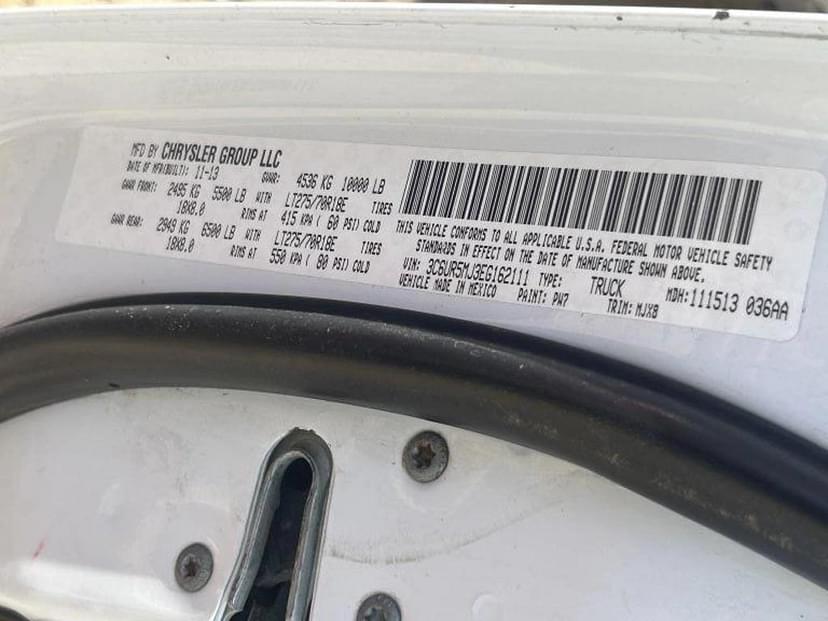 MFD BY CHRYSLER GROUP LLC
DATE OF MFR(BUILT): 11-13 GVWR: 4536 KG 10000 LB
GAWR FRONT: 2495 KG 5500 LB WITH LT275/70R18E TIRES
18X8.0 RIMS AT 415 KPA ( 60 PSI) COLD
GAWR REAR: 2949 KG 6500 LB WITH LT275/70R18E TIRES
18X8.0 RIMS AT 550 KPA ( 80 PSI) COLD
THIS VEHICLE CONFORMS TO ALL APPLICABLE U.S.A. FEDERAL MOTOR VEHICLE SAFETY
STANDARDS IN EFFECT ON THE DATE OF MANUFACTURE SHOWN ABOVE.
VIN: 3C6UR5MJ3EG162111 TYPE: TRUCK MDH:111513 036AA
VEHICLE MADE IN MEXICO PAINT: PW7 TRIM: MJX8